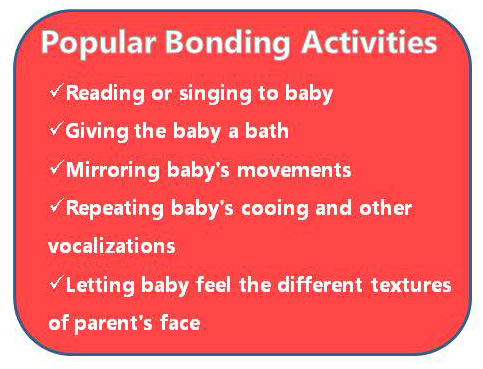 Popular Bonding Activities
✓Reading or singing to baby
✓Giving the baby a bath
✓Mirroring baby's movements
✓Repeating baby's cooing and other
vocalizations
✓Letting baby feel the different textures
of parent's face